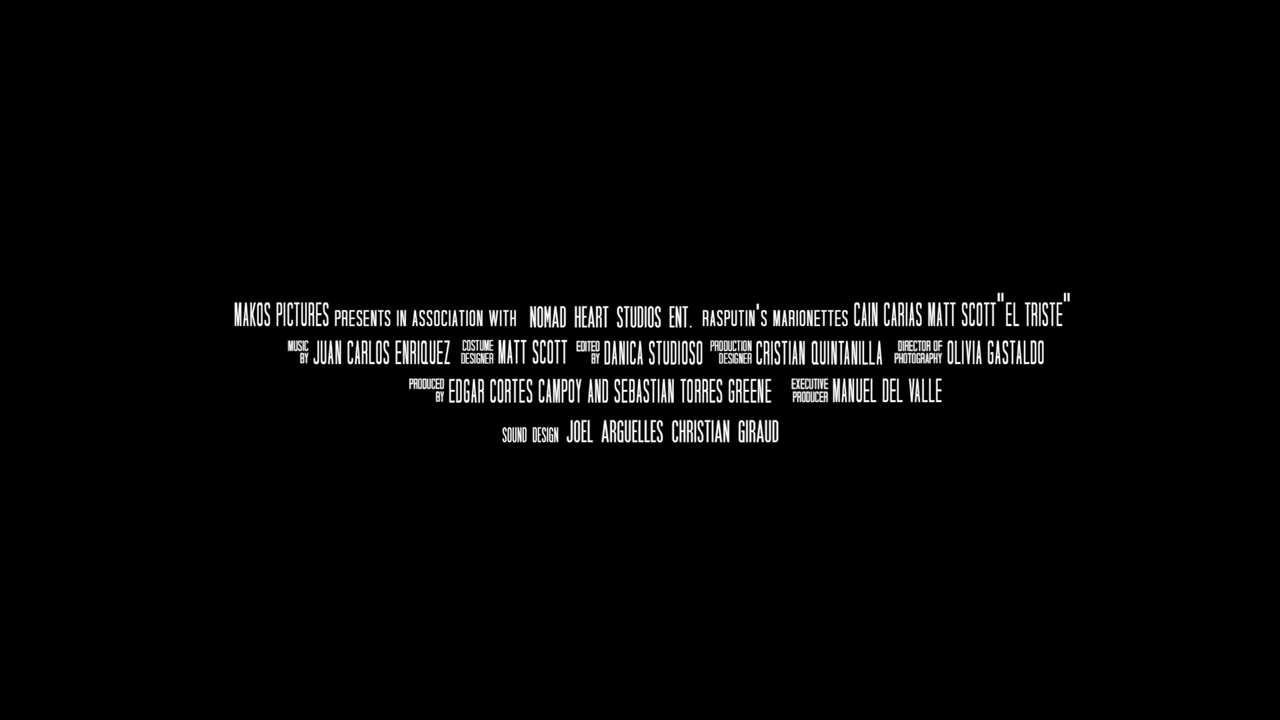 MAKOS PICTURES PRESENTS IN ASSOCIATION WITH NOMAD HEART STUDIOS ENT. RASPUTIN'S MARIONETTES CAIN CARIAS MATT SCOTT "EL TRISTE"
MUSIC BY JUAN CARLOS ENRIQUEZ COSTUME DESIGNER MATT SCOTT EDITED BY DANICA STUDIOSO PRODUCTION DESIGNER CRISTIAN QUINTANILLA DIRECTOR OF PHOTOGRAPHY OLIVIA GASTALDO
PRODUCED BY EDGAR CORTES CAMPOY AND SEBASTIAN TORRES GREENE EXECUTIVE PRODUCER MANUEL DEL VALLE
SOUND DESIGN JOEL ARGUELLES CHRISTIAN GIRAUD